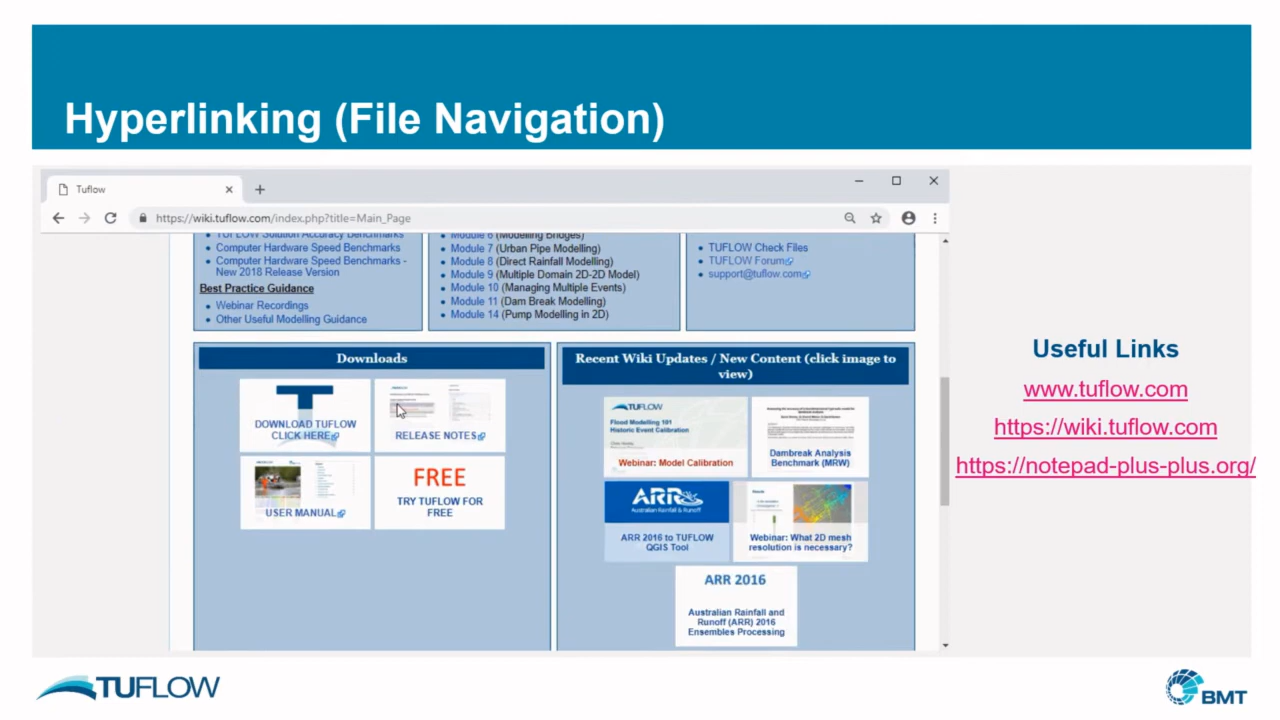 Hyperlinking (File Navigation)
Tuflow
https://wiki.tuflow.com/index.php?title=Main_Page
TUFLOW Solution Accuracy Benchmarks
Computer Hardware Speed Benchmarks
Computer Hardware Speed Benchmarks -
New 2018 Release Version
Best Practice Guidance
Webinar Recordings
Other Useful Modelling Guidance
Module 6 (Modelling Bridges)
Module 7 (Urban Pipe Modelling)
Module 8 (Direct Rainfall Modelling)
Module 9 (Multiple Domain 2D-2D Model)
Module 10 (Managing Multiple Events)
Module 11 (Dam Break Modelling)
Module 14 (Pump Modelling in 2D)
TUFLOW Check Files
TUFLOW Forum
support@tuflow.com
Downloads
DOWNLOAD TUFLOW
CLICK HERE
RELEASE NOTES
USER MANUAL
FREE
TRY TUFLOW FOR
FREE
Recent Wiki Updates / New Content (click image to
view)
TUFLOW
Flood Modelling 101
Historic Event Calibration
Webinar: Model Calibration
Dambreak Analysis
Benchmark (MRW)
ARR
Australian Rainfall & Runoff
ARR 2016 to TUFLOW
QGIS Tool
Webinar: What 2D mesh
resolution is necessary?
ARR 2016
Australian Rainfall and
Runoff (ARR) 2016
Ensembles Processing
Useful Links
www.tuflow.com
https://wiki.tuflow.com
https://notepad-plus-plus.org/
TUFLOW
BMT